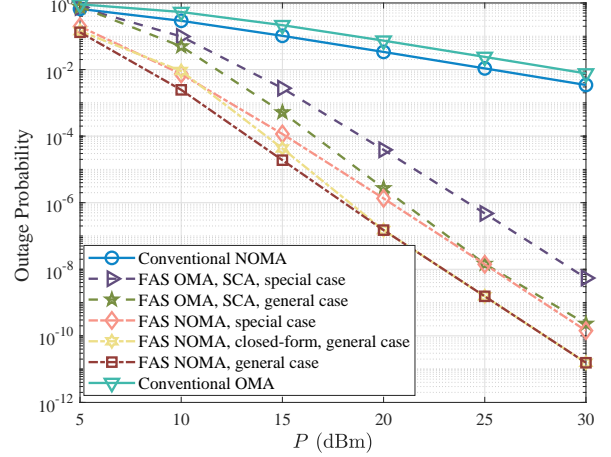 10^0
10^-2
10^-4
10^-6
10^-8
10^-10
10^-12
Outage Probability
Conventional NOMA
FAS OMA, SCA, special case
FAS OMA, SCA, general case
FAS NOMA, special case
FAS NOMA, closed-form, general case
FAS NOMA, general case
Conventional OMA
5 10 15 20 25 30
P (dBm)